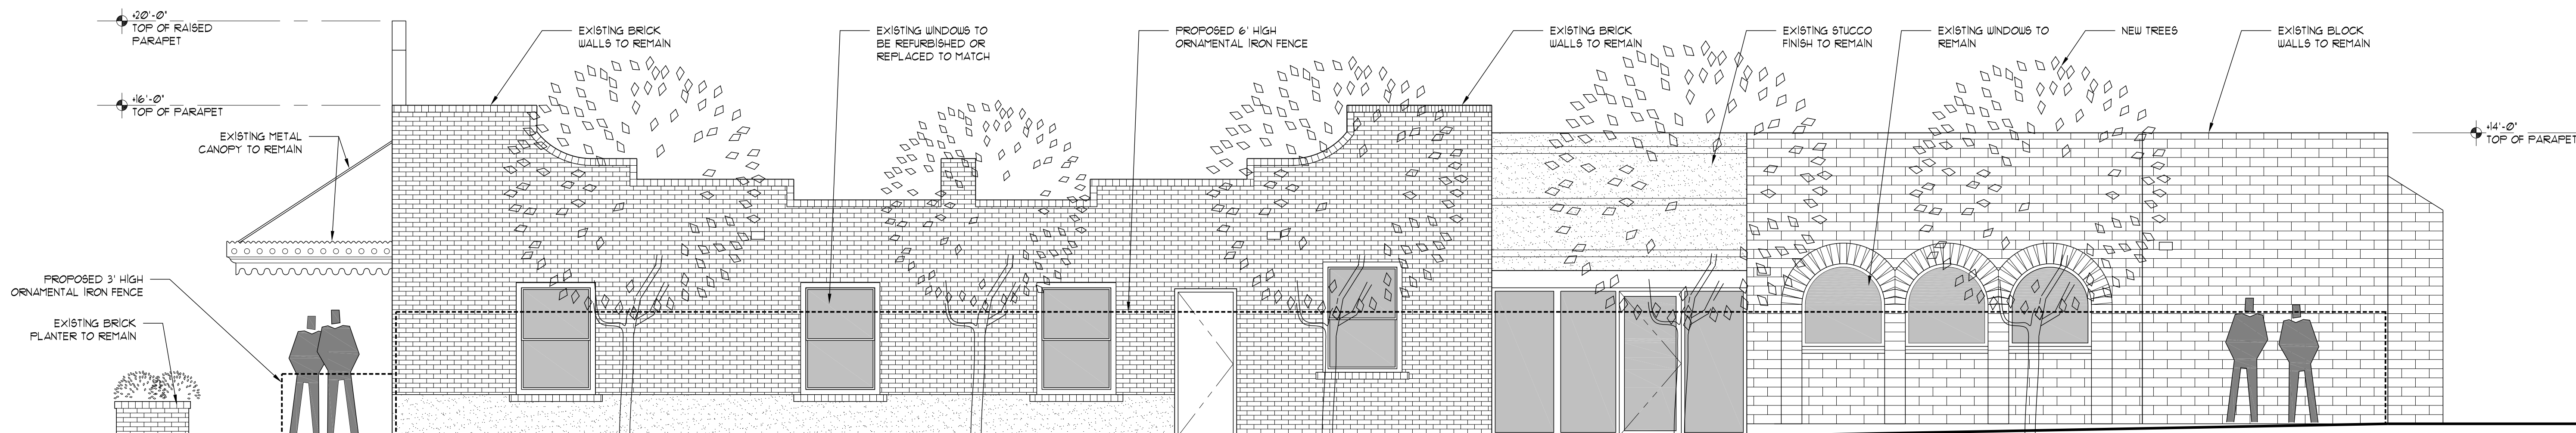 +20'-0"
TOP OF RAISED
PARAPET
+16'-0"
TOP OF PARAPET
EXISTING METAL
CANOPY TO REMAIN
PROPOSED 3' HIGH
ORNAMENTAL IRON FENCE
EXISTING BRICK
PLANTER TO REMAIN
EXISTING BRICK
WALLS TO REMAIN
EXISTING WINDOWS TO
BE REFURBISHED OR
REPLACED TO MATCH
PROPOSED 6' HIGH
ORNAMENTAL IRON FENCE
EXISTING BRICK
WALLS TO REMAIN
EXISTING STUCCO
FINISH TO REMAIN
EXISTING WINDOWS TO
REMAIN
NEW TREES
EXISTING BLOCK
WALLS TO REMAIN
+14'-0"
TOP OF PARAPET